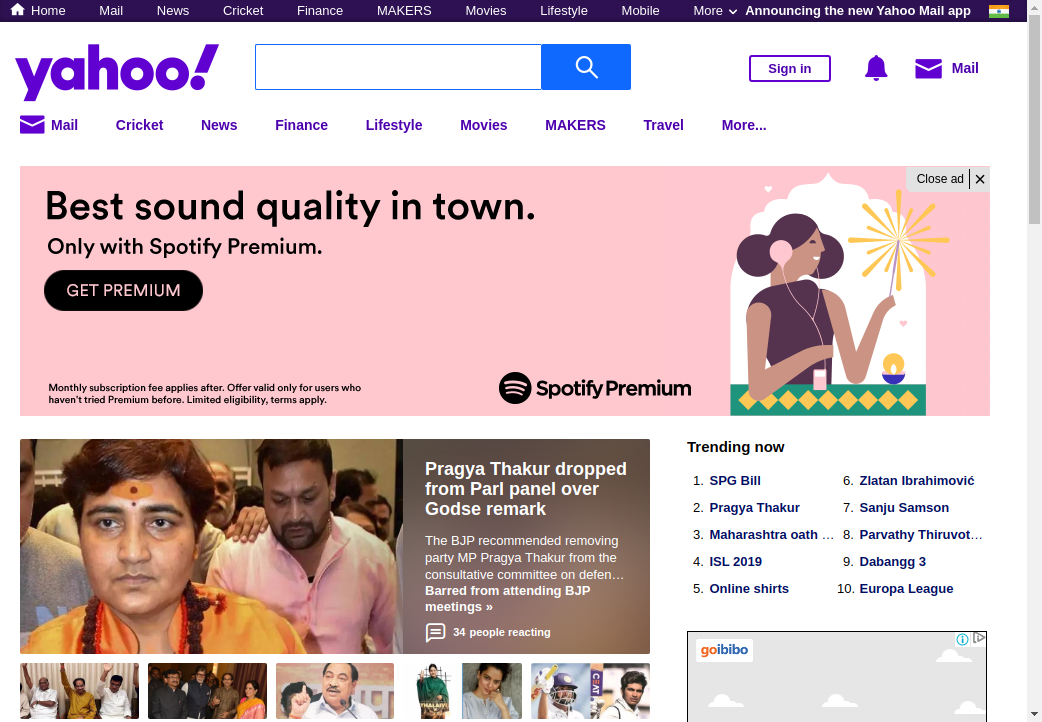 Home Mail News Cricket Finance MAKERS Movies Lifestyle Mobile More Announcing the new Yahoo Mail app
yahoo!
Sign in
Mail
Mail Cricket News Finance Lifestyle Movies MAKERS Travel More...
Close ad ×
Best sound quality in town.
Only with Spotify Premium.
GET PREMIUM
Monthly subscription fee applies after. Offer valid only for users who
haven't tried Premium before. Limited eligibility, terms apply.
Spotify Premium
Pragya Thakur dropped
from Parl panel over
Godse remark
The BJP recommended removing
party MP Pragya Thakur from the
consultative committee on defen…
Barred from attending BJP
meetings »
34 people reacting
Trending now
1. SPG Bill
2. Pragya Thakur
3. Maharashtra oath …
4. ISL 2019
5. Online shirts
6. Zlatan Ibrahimović
7. Sanju Samson
8. Parvathy Thiruvot…
9. Dabangg 3
10. Europa League
goibibo
CEAT